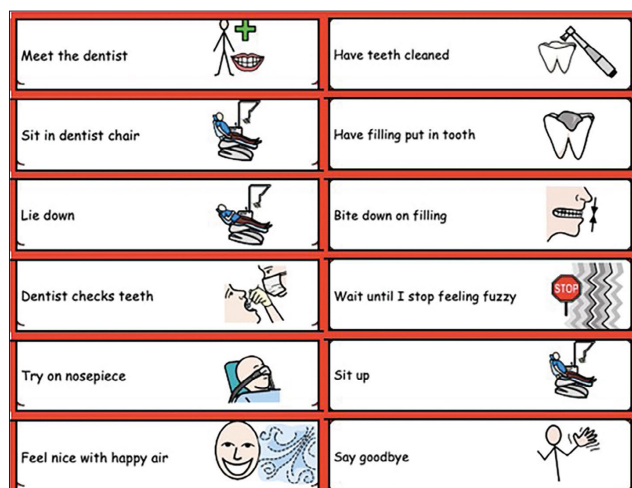 Meet the dentist
Sit in dentist chair
Lie down
Dentist checks teeth
Try on nosepiece
Feel nice with happy air
Have teeth cleaned
Have filling put in tooth
Bite down on filling
Wait until I stop feeling fuzzy
STOP
Sit up
Say goodbye